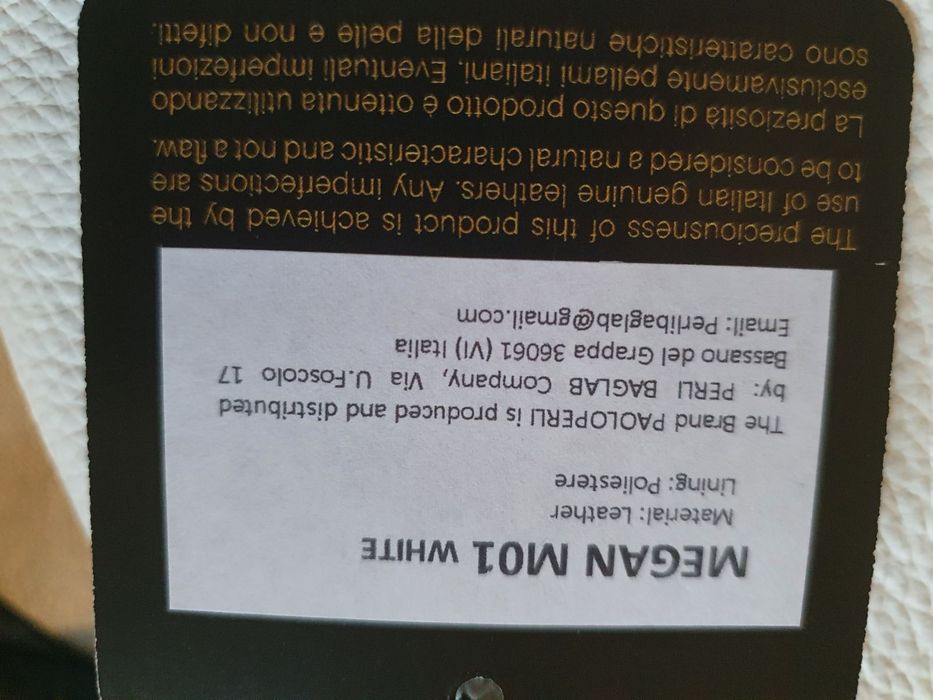 MEGAN M01 WHITE
Material: Leather
Lining: Poliestere
The Brand PAOLOPERLI is produced and distributed
by: PERLI BAGLAB Company, Via U.Foscolo 17
Bassano del Grappa 36061 (VI) Italia
Email: Perlibaglab@gmail.com
The preciousness of this product is achieved by the
use of Italian genuine leathers. Any imperfections are
to be considered a natural characteristic and not a flaw.
La preziosità di questo prodotto è ottenuta utilizzando
esclusivamente pellami italiani. Eventuali imperfezioni
sono caratteristiche naturali della pelle e non difetti.